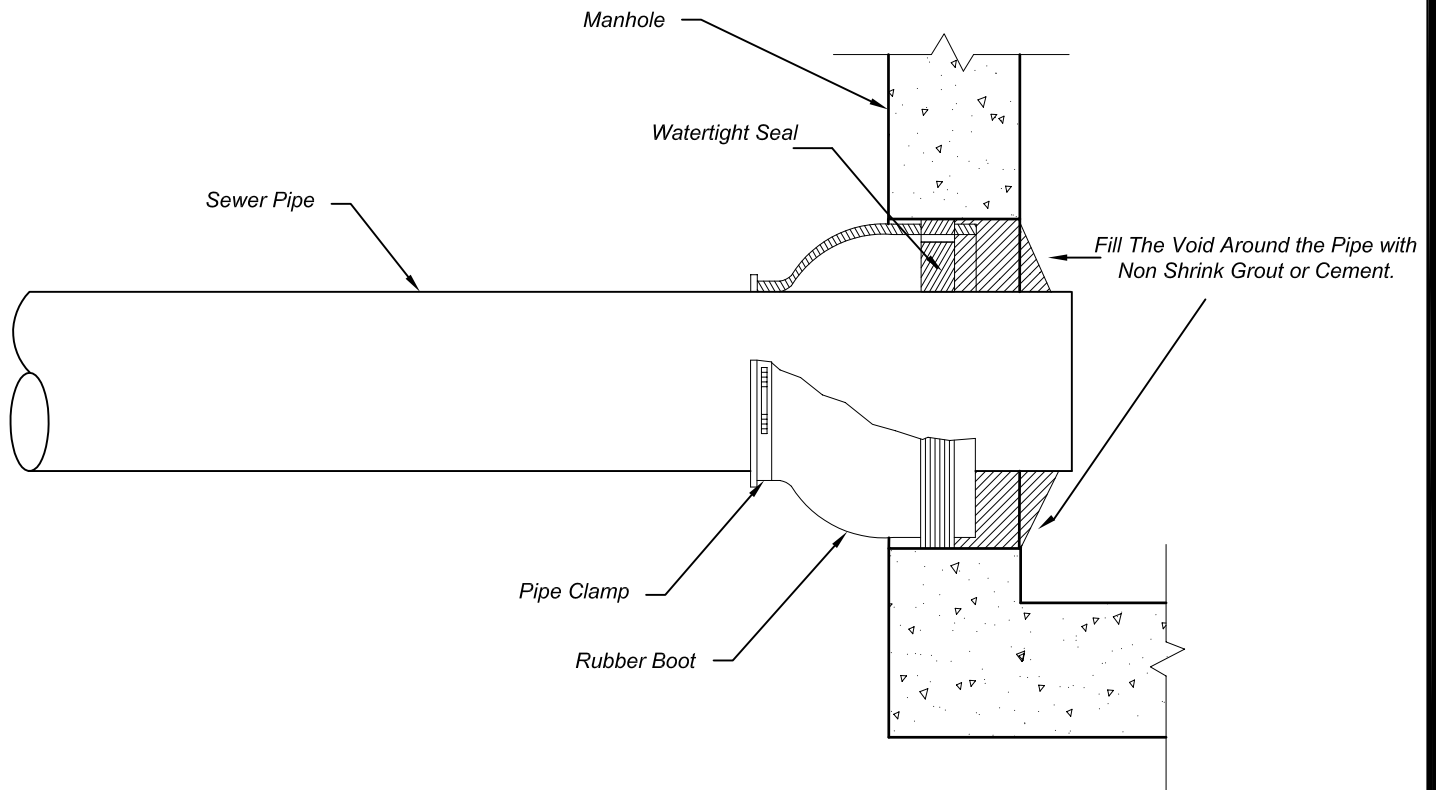 Manhole
Watertight Seal
Sewer Pipe
Fill The Void Around the Pipe with
Non Shrink Grout or Cement.
Pipe Clamp
Rubber Boot